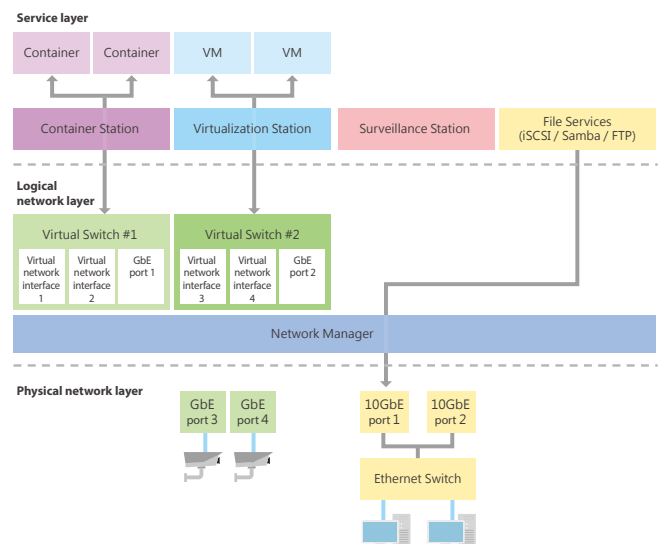 Service layer
Container
Container
VM
VM
Container Station
Virtualization Station
Surveillance Station
File Services
(iSCSI / Samba / FTP)
Logical
network layer
Virtual Switch #1
Virtual
network
interface
1
Virtual
network
interface
2
GbE
port 1
Virtual Switch #2
Virtual
network
interface
3
Virtual
network
interface
4
GbE
port 2
Network Manager
Physical network layer
GbE
port 3
GbE
port 4
10GbE
port 1
10GbE
port 2
Ethernet Switch